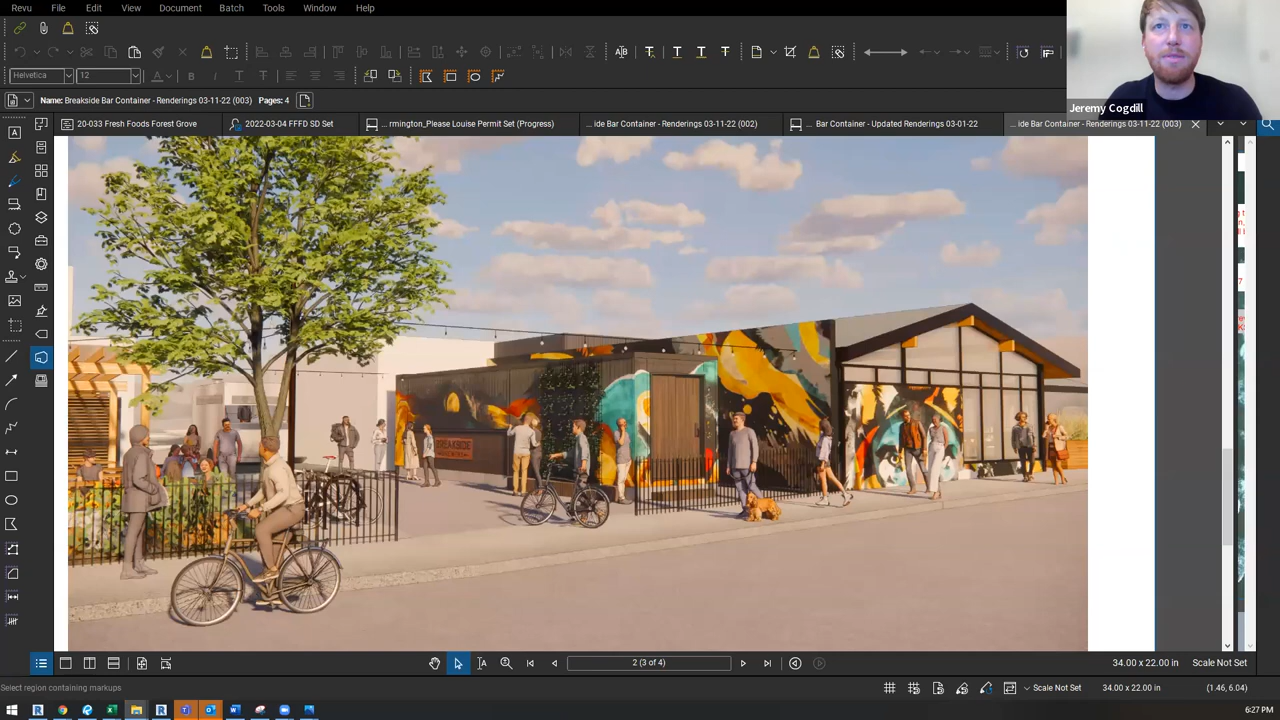 Revu File Edit View Document Batch Tools Window Help
Helvetica 12
Jeremy Cogdill
Name: Breakside Bar Container - Renderings 03-11-22 (003) Pages: 4
20-033 Fresh Foods Forest Grove 2022-03-04 FFFD SD Set ... rmington_Please Louise Permit Set (Progress) ... ide Bar Container - Renderings 03-11-22 (002) ... Bar Container - Updated Renderings 03-01-22 ... ide Bar Container - Renderings 03-11-22 (003)
BREAKSIDE
2 (3 of 4) 34.00 x 22.00 in Scale Not Set
Select region containing markups Scale Not Set 34.00 x 22.00 in (1.46, 6.04)
6:27 PM